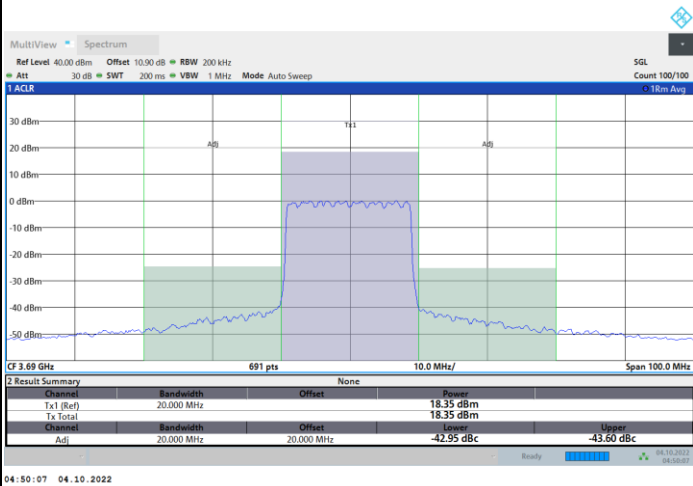 MultiView Spectrum
Ref Level 40.00 dBm Offset 10.90 dB RBW 200 kHz SGL
Att 30 dB SWT 200 ms VBW 1 MHz Mode Auto Sweep Count 100/100
1 ACLR 1Rm Avg
30 dBm
Tx1
20 dBm
Adj Adj
10 dBm
0 dBm
-10 dBm
-20 dBm
-30 dBm
-40 dBm
-50 dBm
CF 3.69 GHz 691 pts 10.0 MHz/ Span 100.0 MHz
2 Result Summary None
Channel Bandwidth Offset Power
Tx1 (Ref) 20.000 MHz 18.35 dBm
Tx Total 18.35 dBm
Channel Bandwidth Offset Lower Upper
Adj 20.000 MHz 20.000 MHz -42.95 dBc -43.60 dBc
Ready 04.10.2022
04:50:07
04:50:07 04.10.2022